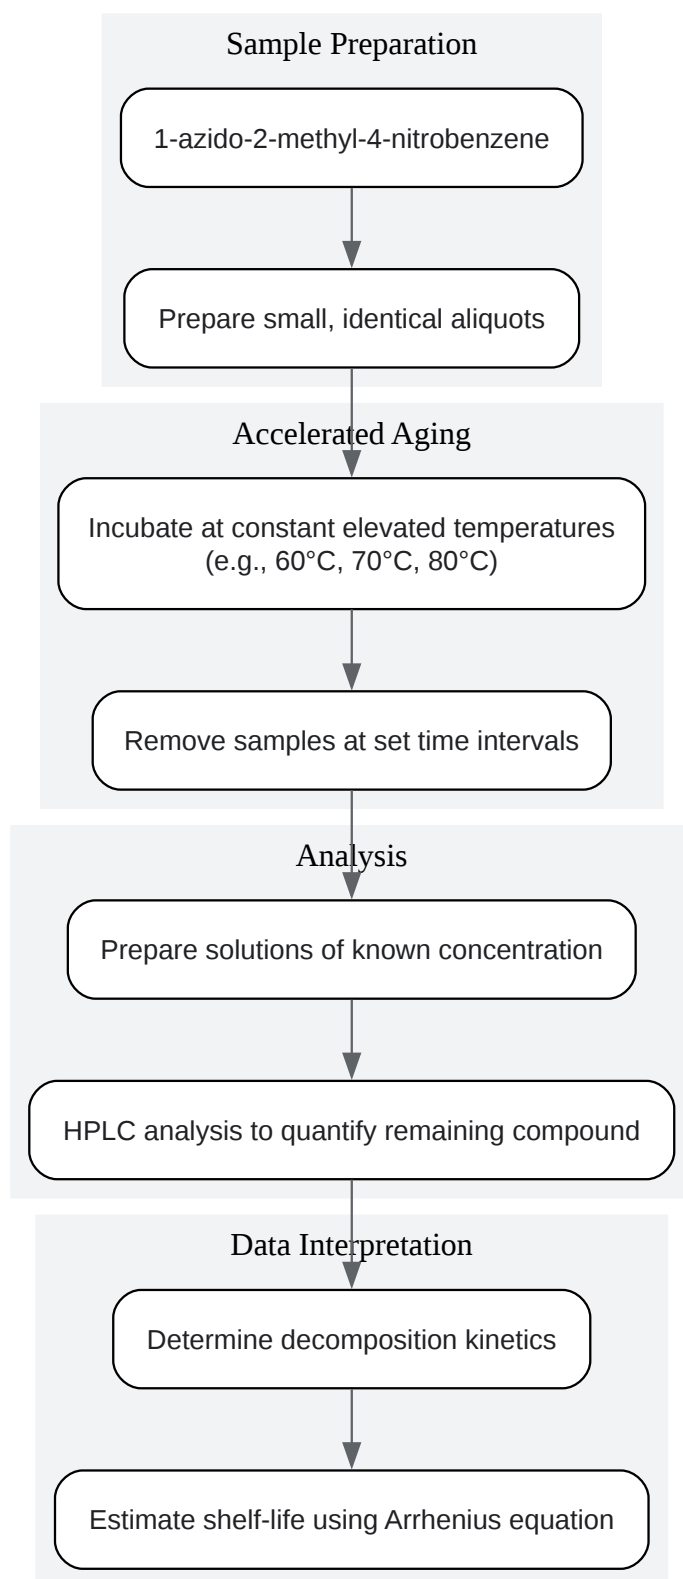 Sample Preparation
1-azido-2-methyl-4-nitrobenzene
Prepare small, identical aliquots
Accelerated Aging
Incubate at constant elevated temperatures
(e.g., 60°C, 70°C, 80°C)
Remove samples at set time intervals
Analysis
Prepare solutions of known concentration
HPLC analysis to quantify remaining compound
Data Interpretation
Determine decomposition kinetics
Estimate shelf-life using Arrhenius equation